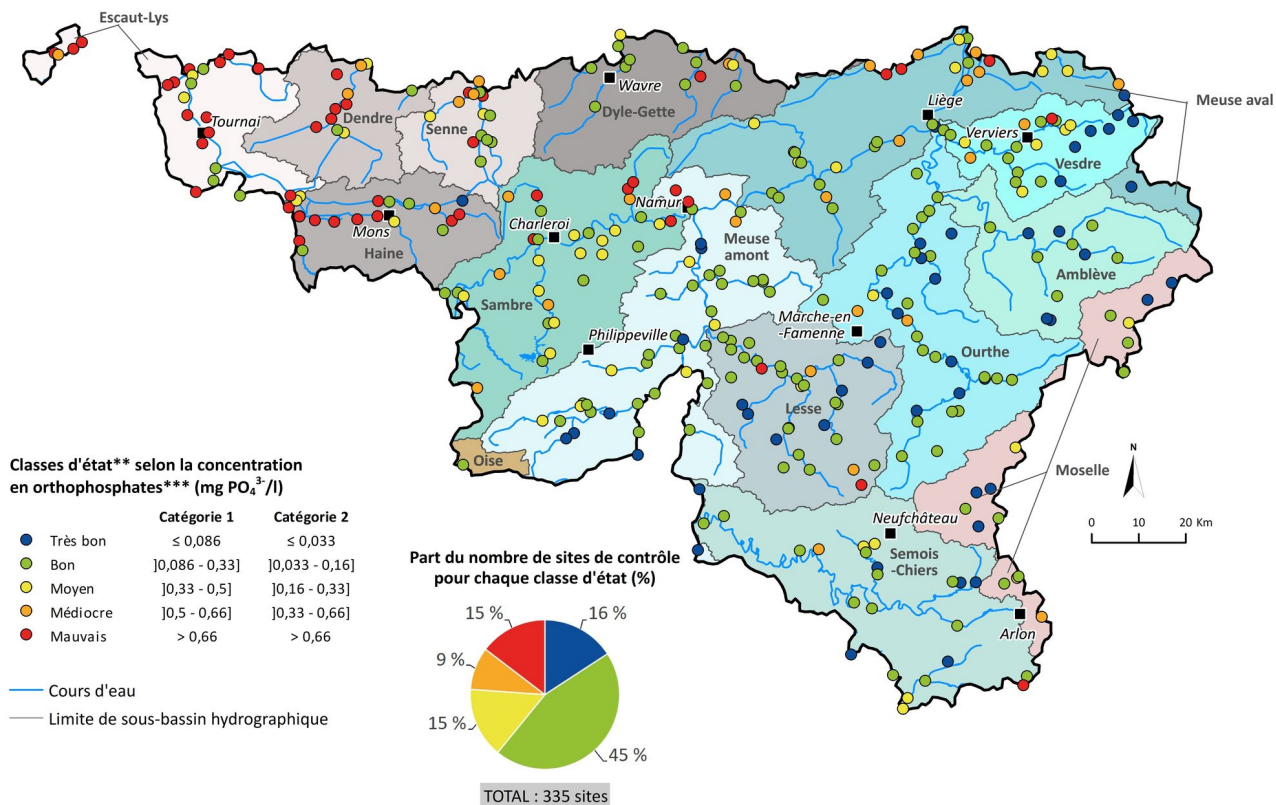 Escaut-Lys
Tournai
Dendre
Senne
Wavre
Dyle-Gette
Liège
Meuse aval
Verviers
Vesdre
Mons
Haine
Charleroi
Namur
Meuse
amont
Amblève
Sambre
Philippeville
Marche-en
-Famenne
Ourthe
Lesse
Oise
Moselle
N
0 10 20 Km
Neufchâteau
Semois
-Chiers
Arlon
Classes d'état** selon la concentration
en orthophosphates*** (mg PO₄³⁻/l)
Catégorie 1 Catégorie 2
Très bon ≤ 0,086 ≤ 0,033
Bon ]0,086 - 0,33] ]0,033 - 0,16]
Moyen ]0,33 - 0,5] ]0,16 - 0,33]
Médiocre ]0,5 - 0,66] ]0,33 - 0,66]
Mauvais > 0,66 > 0,66
Cours d'eau
Limite de sous-bassin hydrographique
Part du nombre de sites de contrôle
pour chaque classe d'état (%)
15 % 16 %
9 %
15 %
45 %
TOTAL : 335 sites